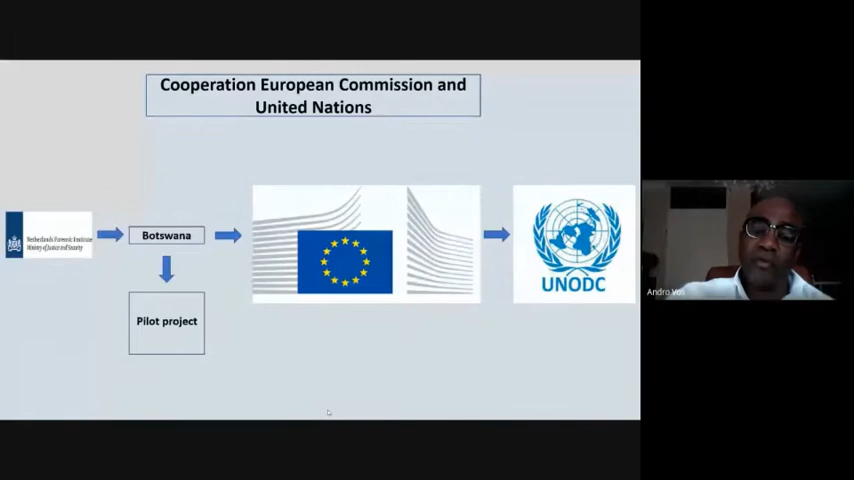 Cooperation European Commission and
United Nations
Netherlands Forensic Institute
Ministry of Justice and Security
Botswana
Pilot project
UNODC
Andro Vos